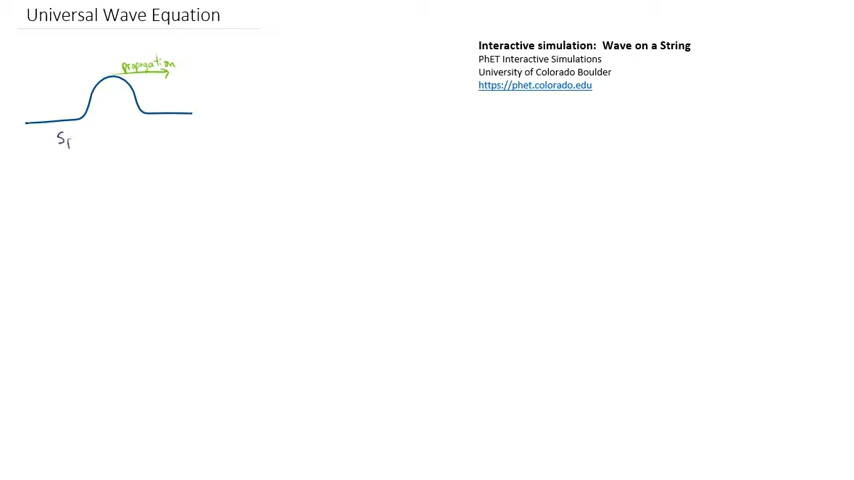 Universal Wave Equation
propagation
Sp
Interactive simulation: Wave on a String
PhET Interactive Simulations
University of Colorado Boulder
https://phet.colorado.edu